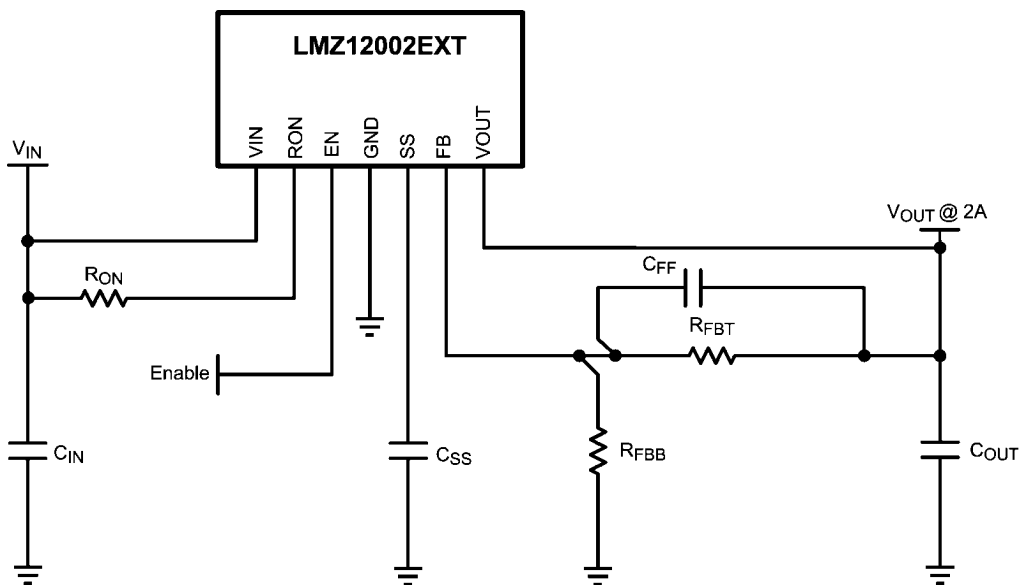 LMZ12002EXT
VIN
RON
EN
GND
SS
FB
VOUT
VIN
VOUT @ 2A
RON
CFF
RFBT
Enable
CIN
CSS
RFBB
COUT